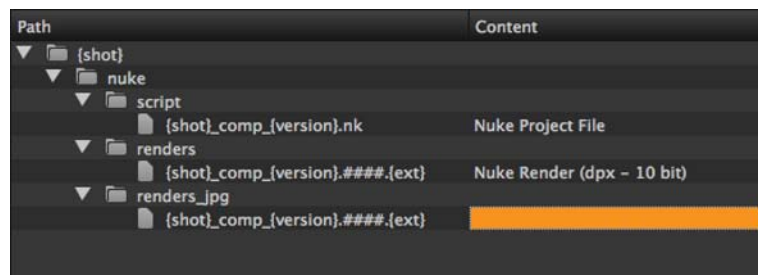 Path Content
{shot}
nuke
script
{shot}_comp_{version}.nk Nuke Project File
renders
{shot}_comp_{version}.####.{ext} Nuke Render (dpx – 10 bit)
renders_jpg
{shot}_comp_{version}.####.{ext}